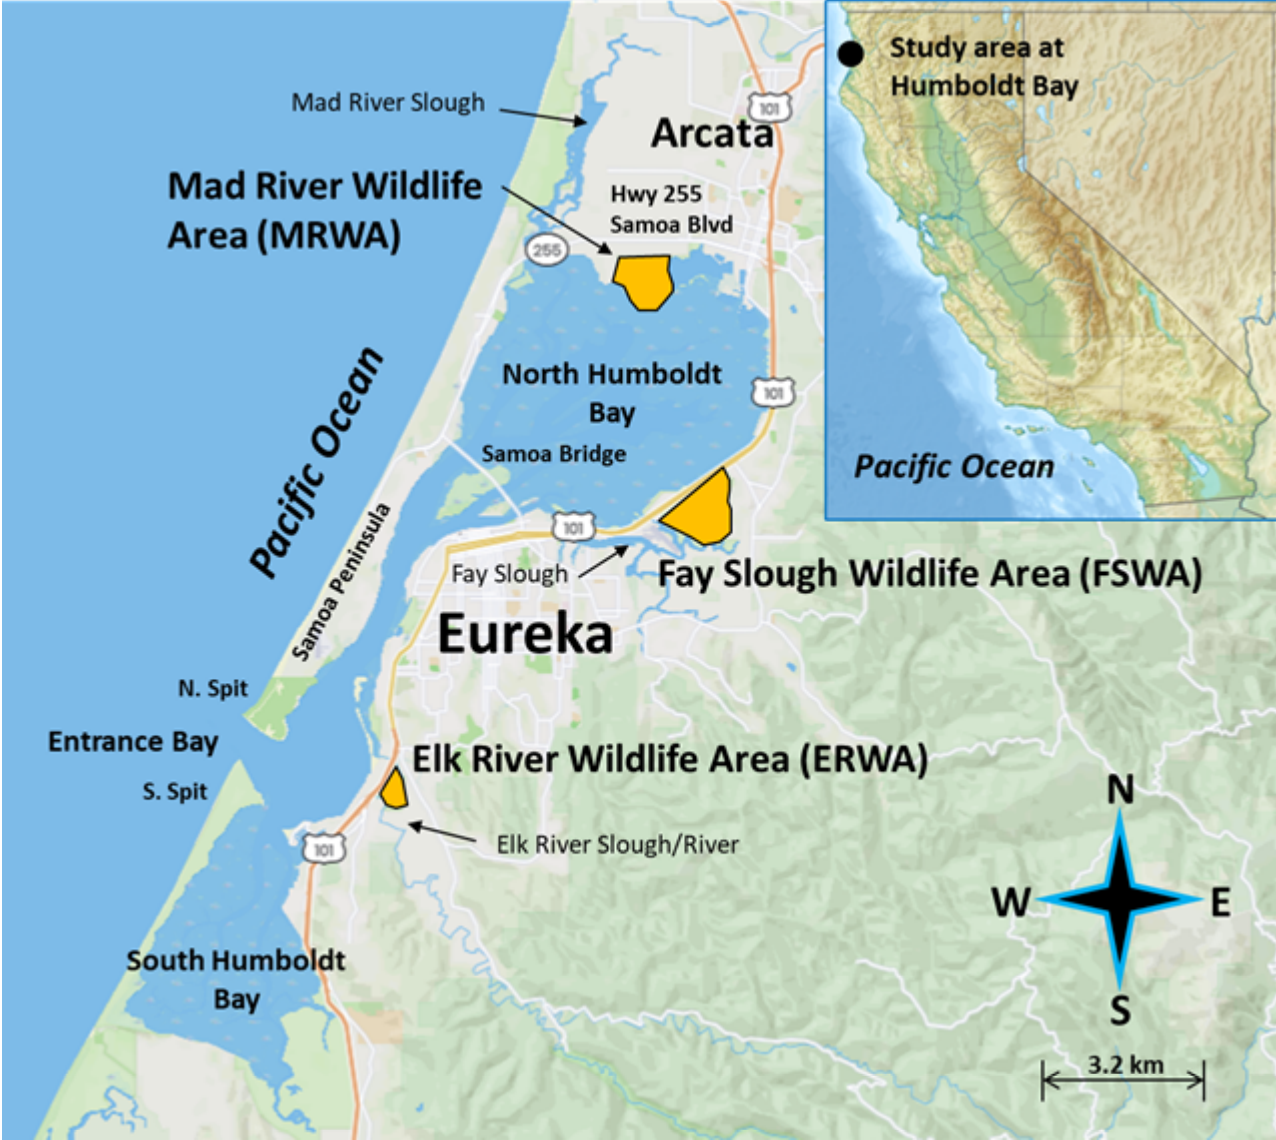 Mad River Slough
101
Arcata
Study area at
Humboldt Bay
Mad River Wildlife
Area (MRWA)
Hwy 255
Samoa Blvd
255
North Humboldt
Bay
101
Pacific Ocean
Samoa Bridge
Pacific Ocean
Samoa Peninsula
101
Fay Slough
Fay Slough Wildlife Area (FSWA)
Eureka
N. Spit
Entrance Bay
S. Spit
Elk River Wildlife Area (ERWA)
101
Elk River Slough/River
N
W
E
S
South Humboldt
Bay
3.2 km